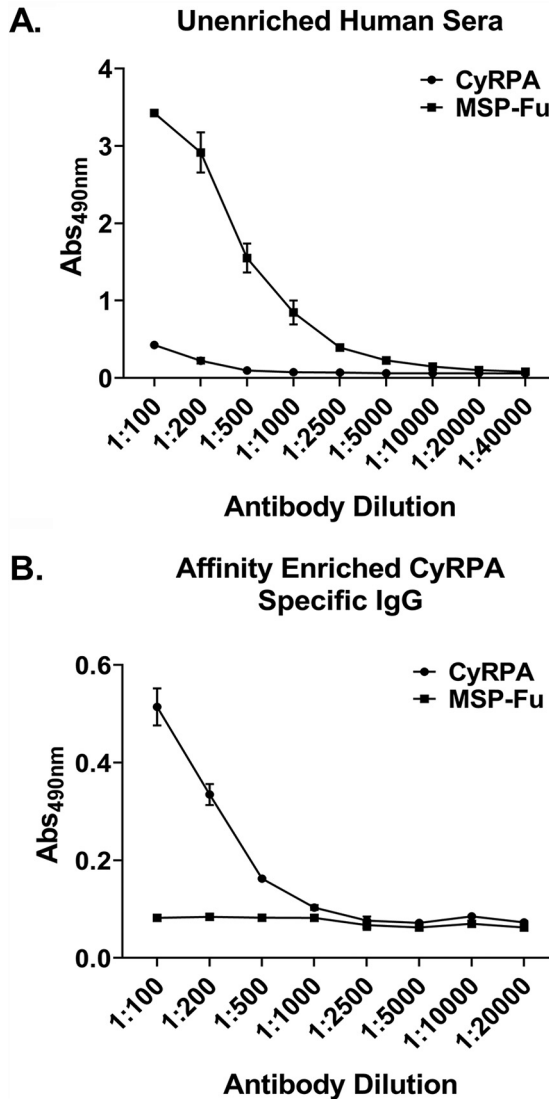 A.
Unenriched Human Sera
CyRPA
MSP-Fu
4
3
2
1
0
Abs490nm
1:100
1:200
1:500
1:1000
1:2500
1:5000
1:10000
1:20000
1:40000
Antibody Dilution
B.
Affinity Enriched CyRPA
Specific IgG
CyRPA
MSP-Fu
0.6
0.4
0.2
0.0
Abs490nm
1:100
1:200
1:500
1:1000
1:2500
1:5000
1:10000
1:20000
Antibody Dilution